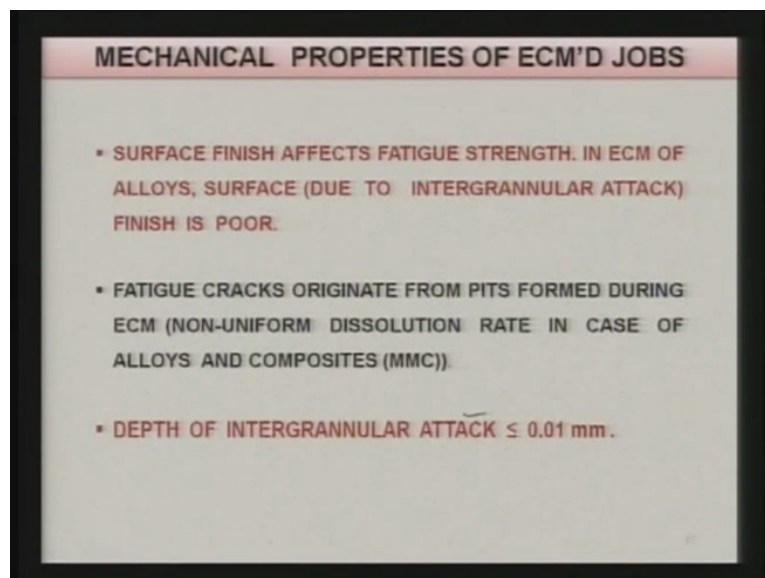 MECHANICAL PROPERTIES OF ECM'D JOBS
▪ SURFACE FINISH AFFECTS FATIGUE STRENGTH. IN ECM OF
ALLOYS, SURFACE (DUE TO INTERGRANNULAR ATTACK)
FINISH IS POOR.
▪ FATIGUE CRACKS ORIGINATE FROM PITS FORMED DURING
ECM (NON-UNIFORM DISSOLUTION RATE IN CASE OF
ALLOYS AND COMPOSITES (MMC)).
▪ DEPTH OF INTERGRANNULAR ATTACK ≤ 0.01 mm.